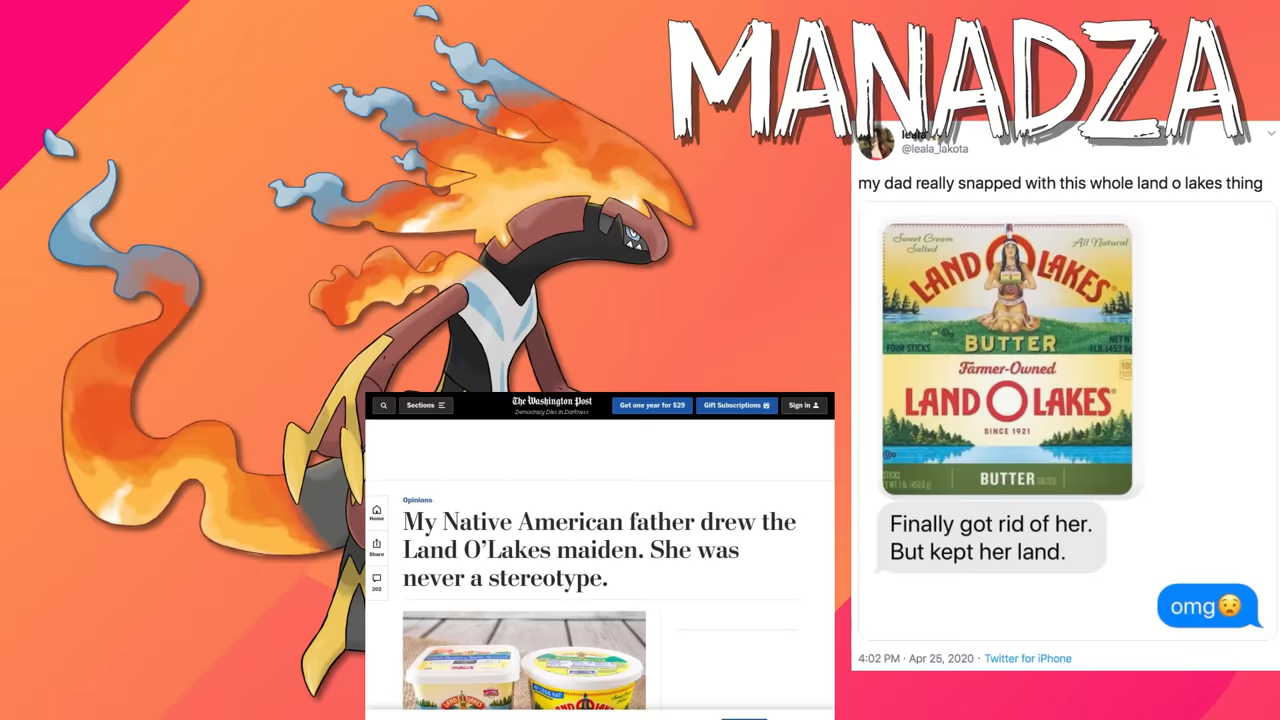 MANADZA
leala
@leala_lakota
my dad really snapped with this whole land o lakes thing
Sweet Cream
Salted
All Natural
LAND O LAKES®
FOUR STICKS
BUTTER
Farmer-Owned
LAND O LAKES®
SINCE 1921
BUTTER SALTED
Finally got rid of her.
But kept her land.
omg😧
4:02 PM · Apr 25, 2020 · Twitter for iPhone
Sections
The Washington Post
Democracy Dies in Darkness
Get one year for $29
Gift Subscriptions
Sign in
Home
Share
202
Opinions
My Native American father drew the
Land O'Lakes maiden. She was
never a stereotype.